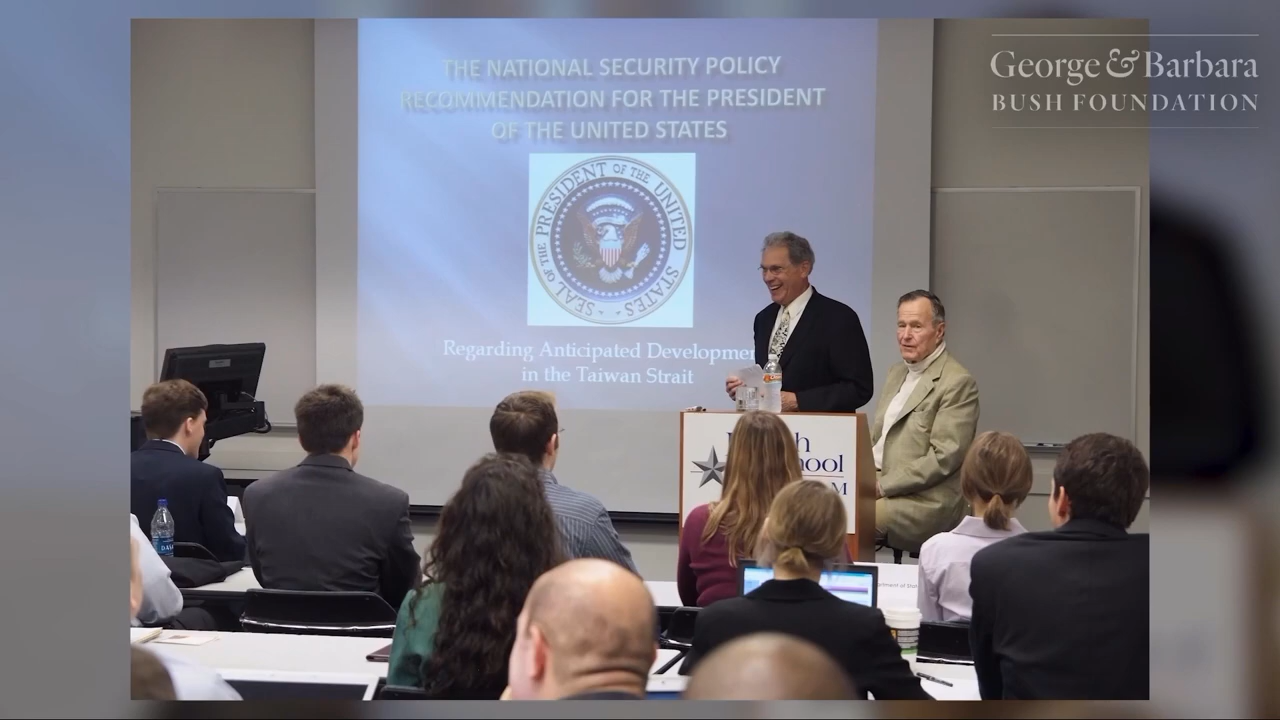 George & Barbara
BUSH FOUNDATION
THE NATIONAL SECURITY POLICY
RECOMMENDATION FOR THE PRESIDENT
OF THE UNITED STATES
SEAL OF THE PRESIDENT OF THE UNITED STATES
Regarding Anticipated Developmen
in the Taiwan Strait